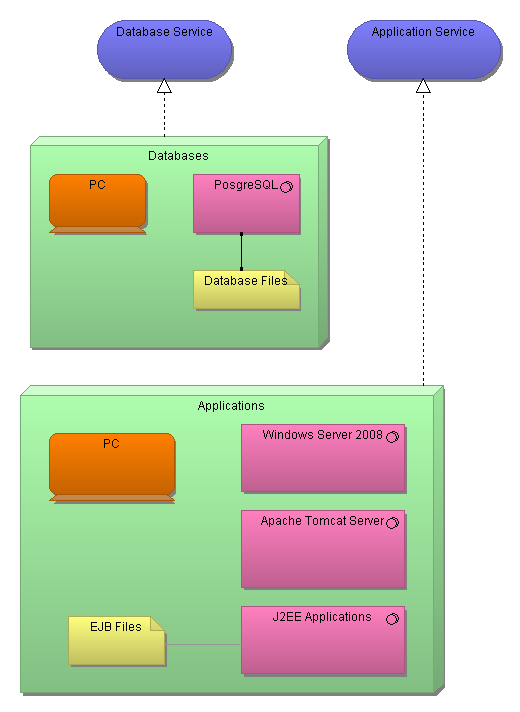 Database Service
Application Service
Databases
PC
PosgreSQL
Database Files
Applications
PC
Windows Server 2008
Apache Tomcat Server
J2EE Applications
EJB Files